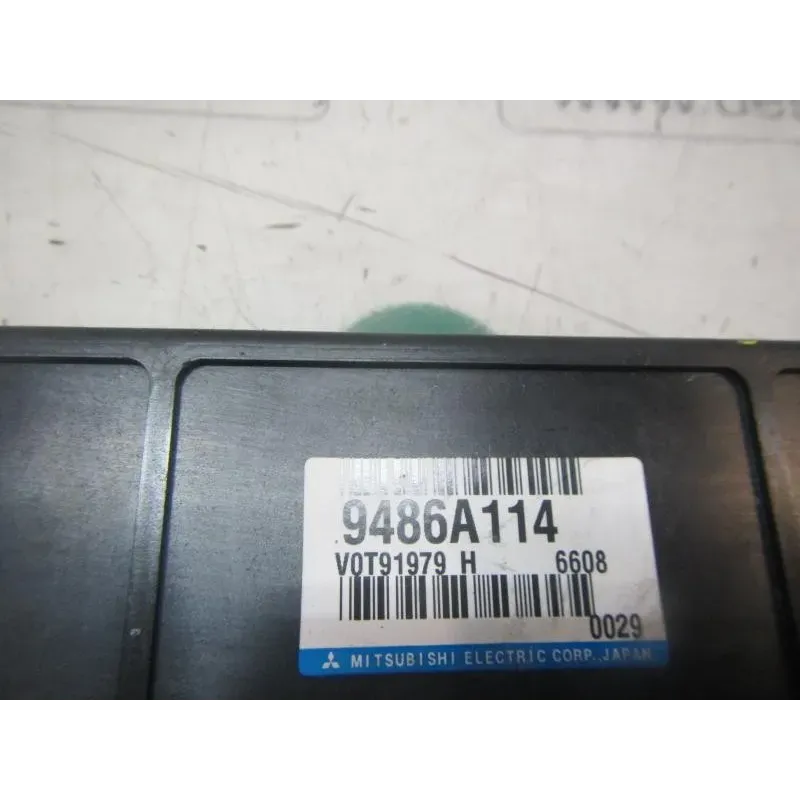 9486A114
V0T91979 H 6608
0029
MITSUBISHI ELECTRIC CORP., JAPAN